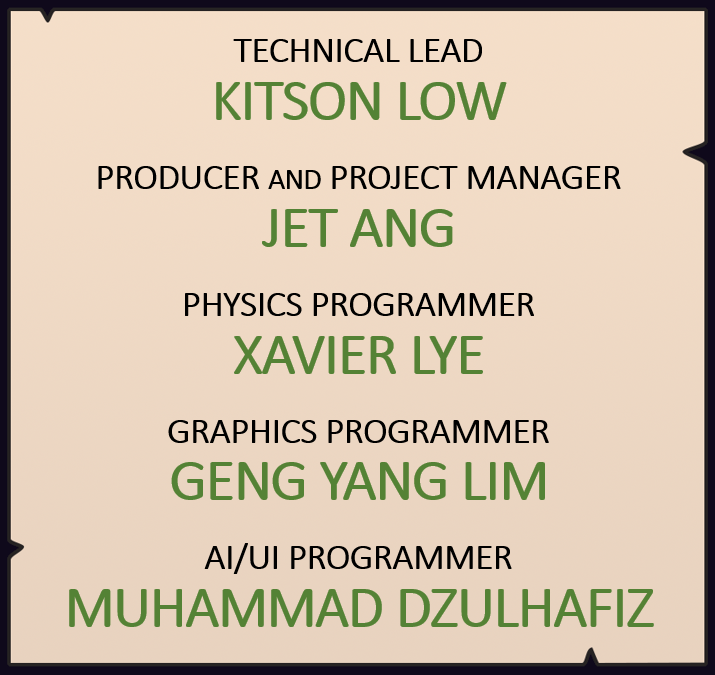 TECHNICAL LEAD
KITSON LOW
PRODUCER AND PROJECT MANAGER
JET ANG
PHYSICS PROGRAMMER
XAVIER LYE
GRAPHICS PROGRAMMER
GENG YANG LIM
AI/UI PROGRAMMER
MUHAMMAD DZULHAFIZ